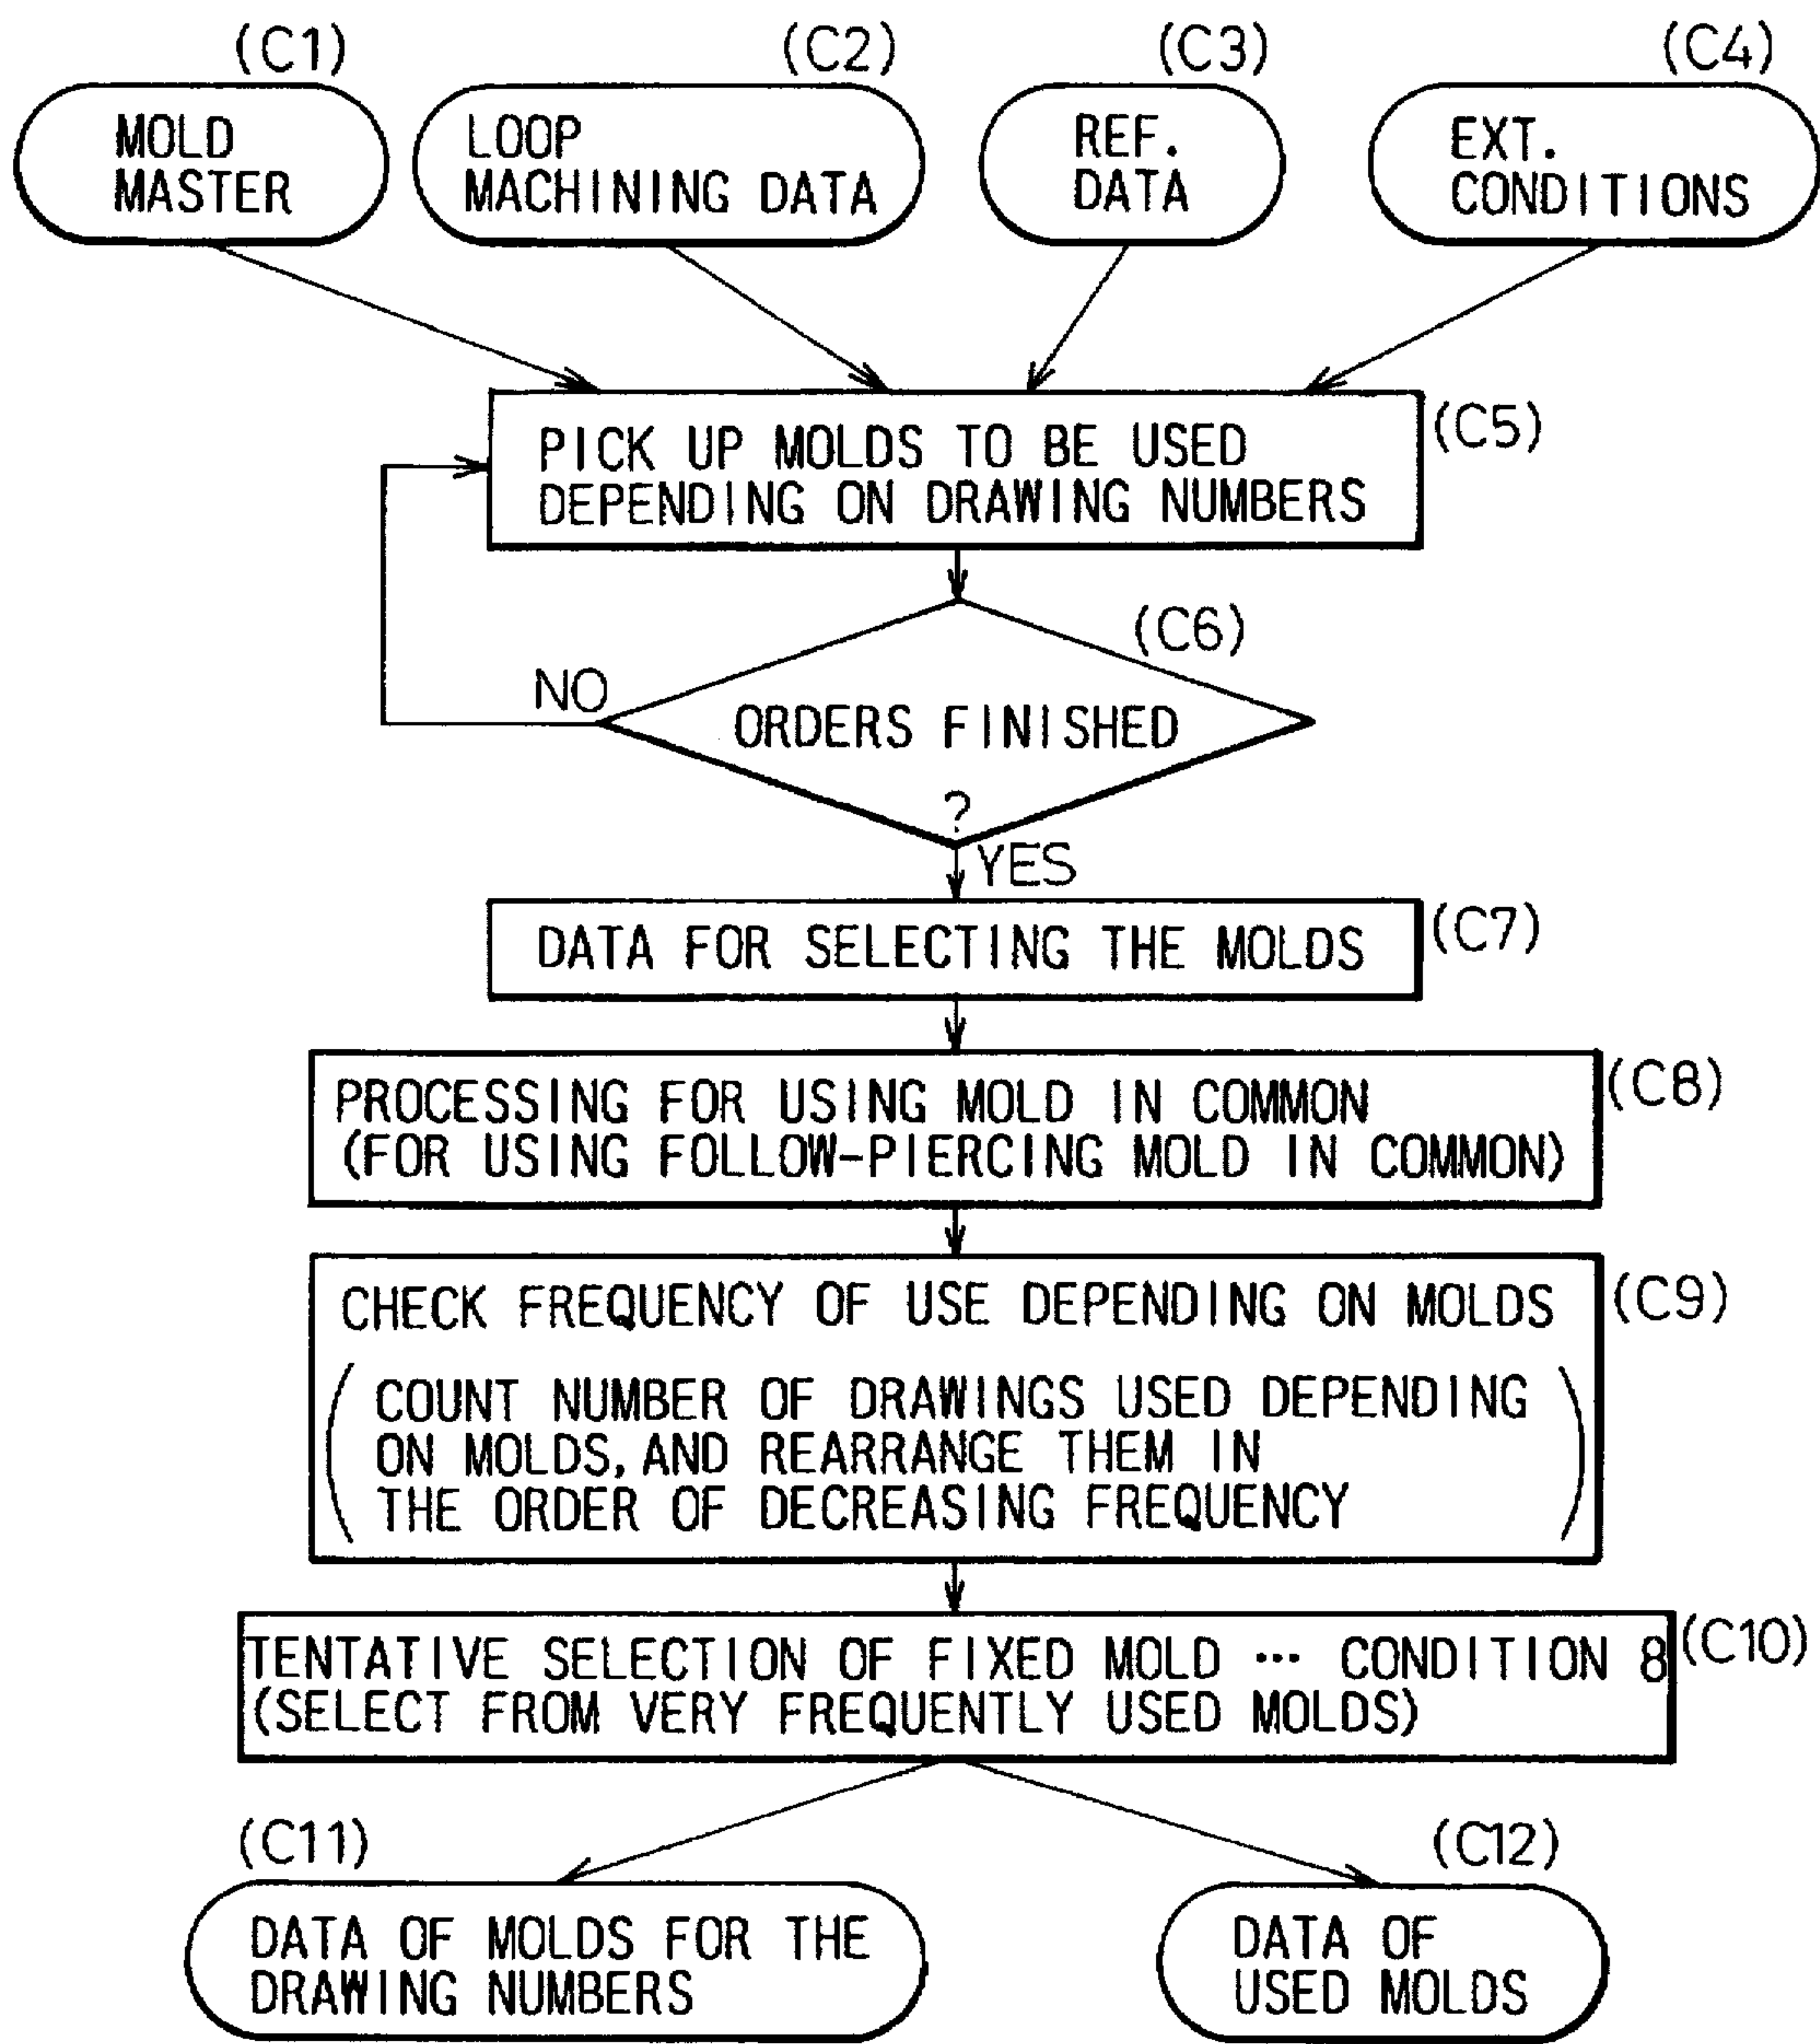 (C1)
(C2)
(C3)
(C4)
MOLD
MASTER
LOOP
MACHINING DATA
REF.
DATA
EXT.
CONDITIONS
PICK UP MOLDS TO BE USED
DEPENDING ON DRAWING NUMBERS
(C5)
(C6)
NO
ORDERS FINISHED
?
YES
DATA FOR SELECTING THE MOLDS
(C7)
PROCESSING FOR USING MOLD IN COMMON
(FOR USING FOLLOW-PIERCING MOLD IN COMMON)
(C8)
CHECK FREQUENCY OF USE DEPENDING ON MOLDS
(C9)
(COUNT NUMBER OF DRAWINGS USED DEPENDING
ON MOLDS, AND REARRANGE THEM IN
THE ORDER OF DECREASING FREQUENCY)
TENTATIVE SELECTION OF FIXED MOLD ··· CONDITION 8
(SELECT FROM VERY FREQUENTLY USED MOLDS)
(C10)
(C11)
(C12)
DATA OF MOLDS FOR THE
DRAWING NUMBERS
DATA OF
USED MOLDS